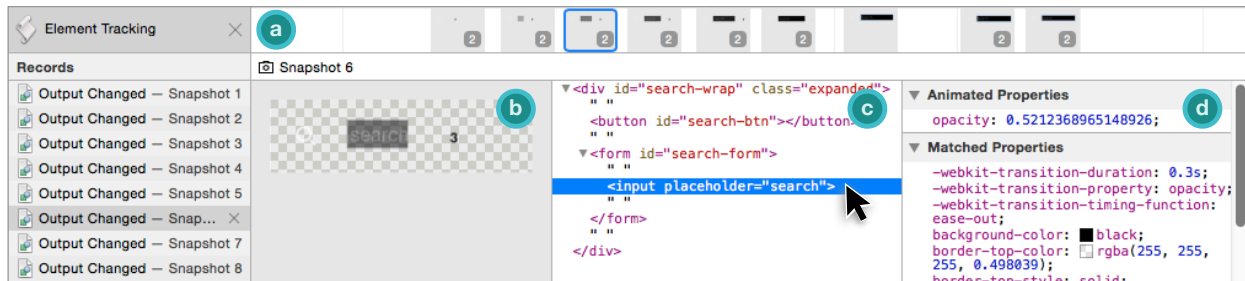 Element Tracking
a
2
2
2
2
2
2
2
2
Records
Snapshot 6
Output Changed — Snapshot 1
Output Changed — Snapshot 2
Output Changed — Snapshot 3
Output Changed — Snapshot 4
Output Changed — Snapshot 5
Output Changed — Snap...
Output Changed — Snapshot 7
Output Changed — Snapshot 8
b
search
3
c
<div id="search-wrap" class="expanded">
" "
<button id="search-btn"></button>
" "
<form id="search-form">
" "
<input placeholder="search">
" "
</form>
" "
</div>
d
Animated Properties
opacity: 0.5212368965148926;
Matched Properties
-webkit-transition-duration: 0.3s;
-webkit-transition-property: opacity;
-webkit-transition-timing-function:
ease-out;
background-color: black;
border-top-color: rgba(255, 255,
255, 0.498039);
border-top-style: solid;